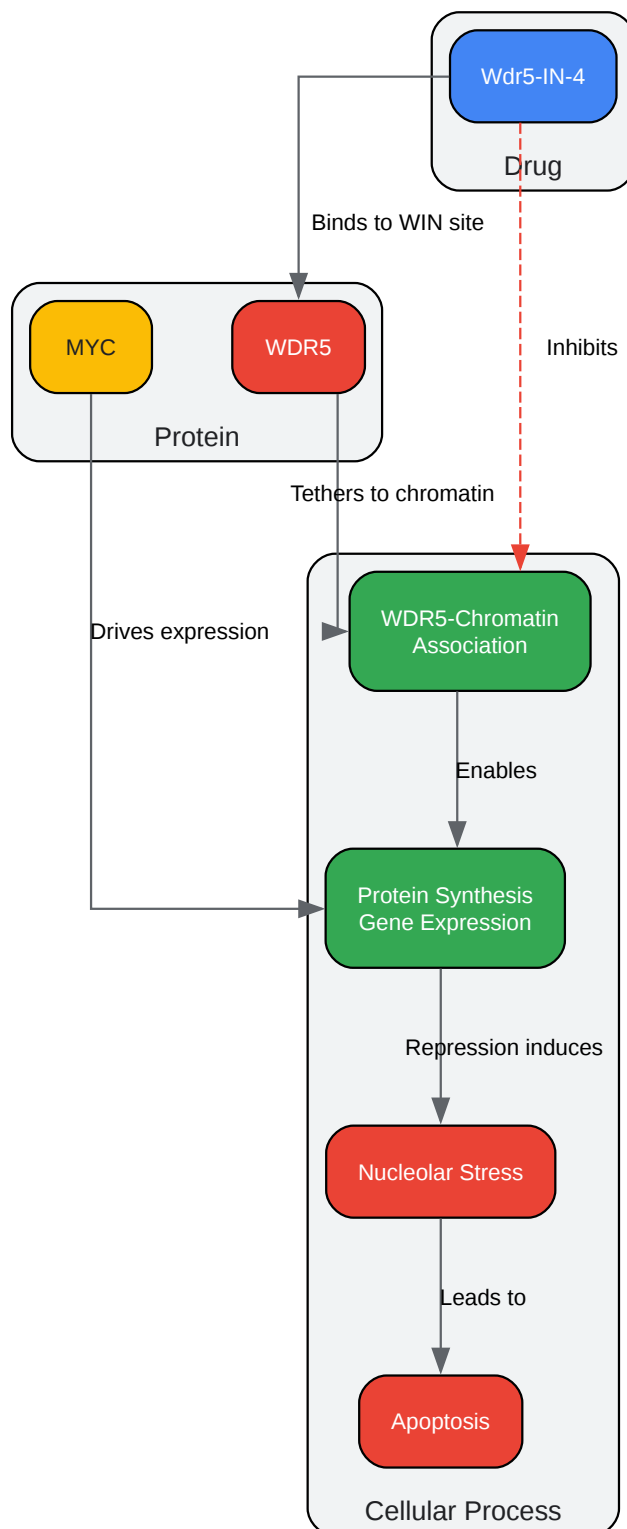 Wdr5-IN-4
Drug
Binds to WIN site
MYC
WDR5
Inhibits
Protein
Tethers to chromatin
WDR5-Chromatin
Association
Drives expression
Enables
Protein Synthesis
Gene Expression
Repression induces
Nucleolar Stress
Leads to
Apoptosis
Cellular Process